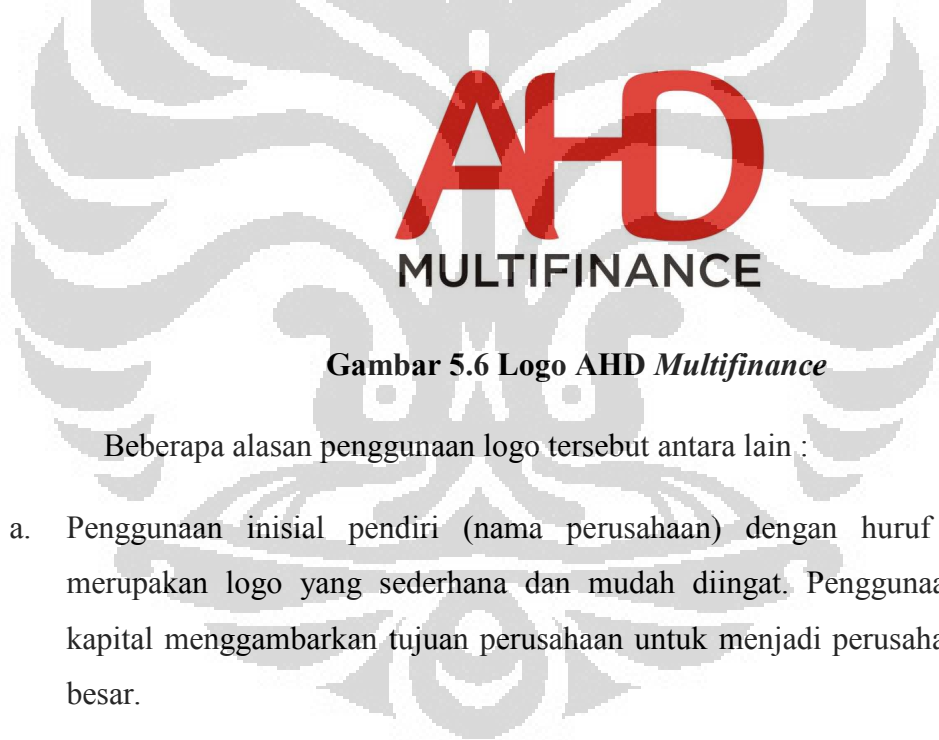 AHD
MULTIFINANCE
Gambar 5.6 Logo AHD Multifinance
Beberapa alasan penggunaan logo tersebut antara lain :
a. Penggunaan inisial pendiri (nama perusahaan) dengan huruf
merupakan logo yang sederhana dan mudah diingat. Penggunaa
kapital menggambarkan tujuan perusahaan untuk menjadi perusaha
besar.